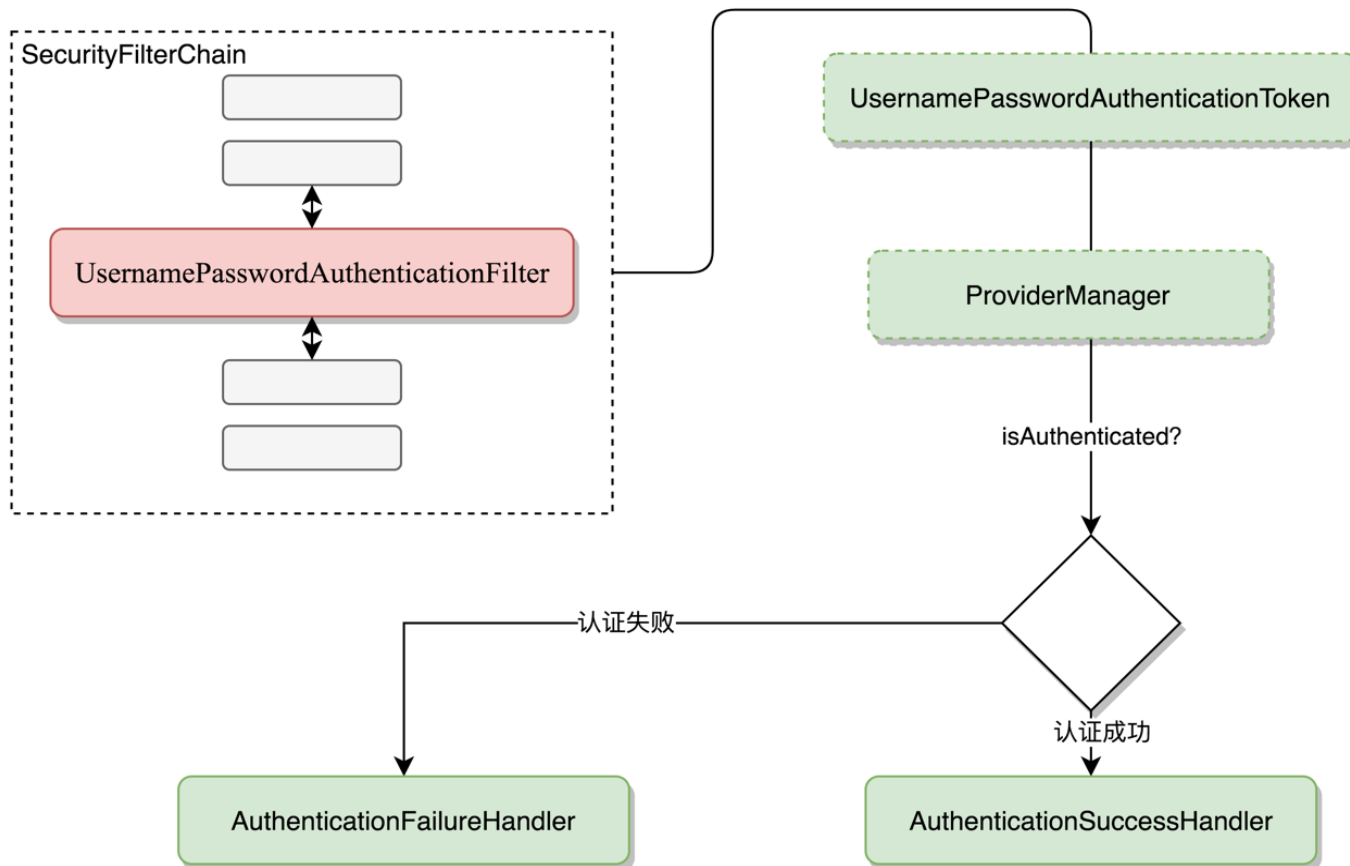 SecurityFilterChain
UsernamePasswordAuthenticationToken
UsernamePasswordAuthenticationFilter
ProviderManager
isAuthenticated?
认证失败
认证成功
AuthenticationFailureHandler
AuthenticationSuccessHandler